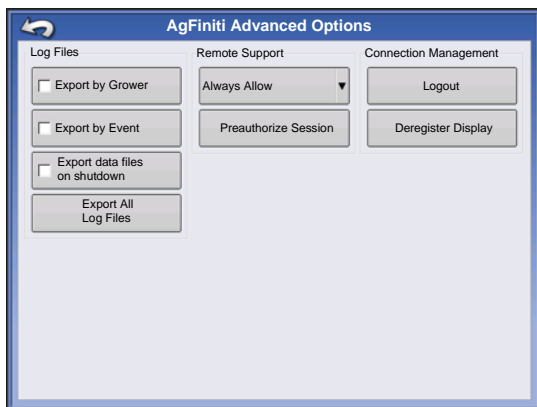 AgFiniti Advanced Options
Log Files
Export by Grower
Export by Event
Export data files
on shutdown
Export All
Log Files
Remote Support
Always Allow
Preauthorize Session
Connection Management
Logout
Deregister Display